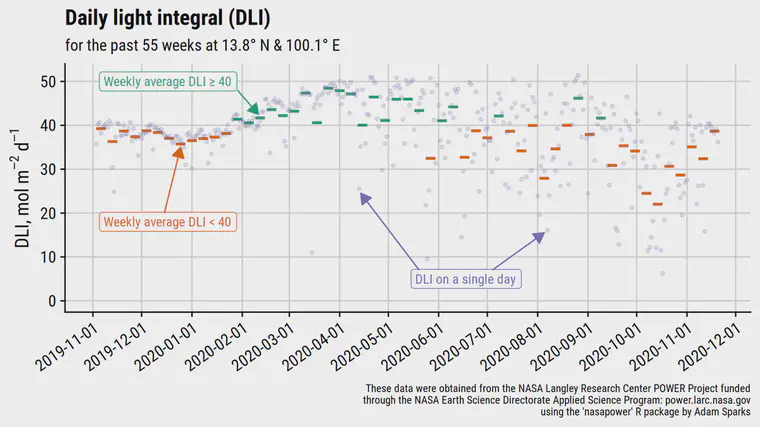 Daily light integral (DLI)
for the past 55 weeks at 13.8° N & 100.1° E
DLI, mol m⁻² d⁻¹
50
40
30
20
10
0
Weekly average DLI ≥ 40
Weekly average DLI < 40
DLI on a single day
2019-11-01
2019-12-01
2020-01-01
2020-02-01
2020-03-01
2020-04-01
2020-05-01
2020-06-01
2020-07-01
2020-08-01
2020-09-01
2020-10-01
2020-11-01
2020-12-01
These data were obtained from the NASA Langley Research Center POWER Project funded
through the NASA Earth Science Directorate Applied Science Program: power.larc.nasa.gov
using the 'nasapower' R package by Adam Sparks